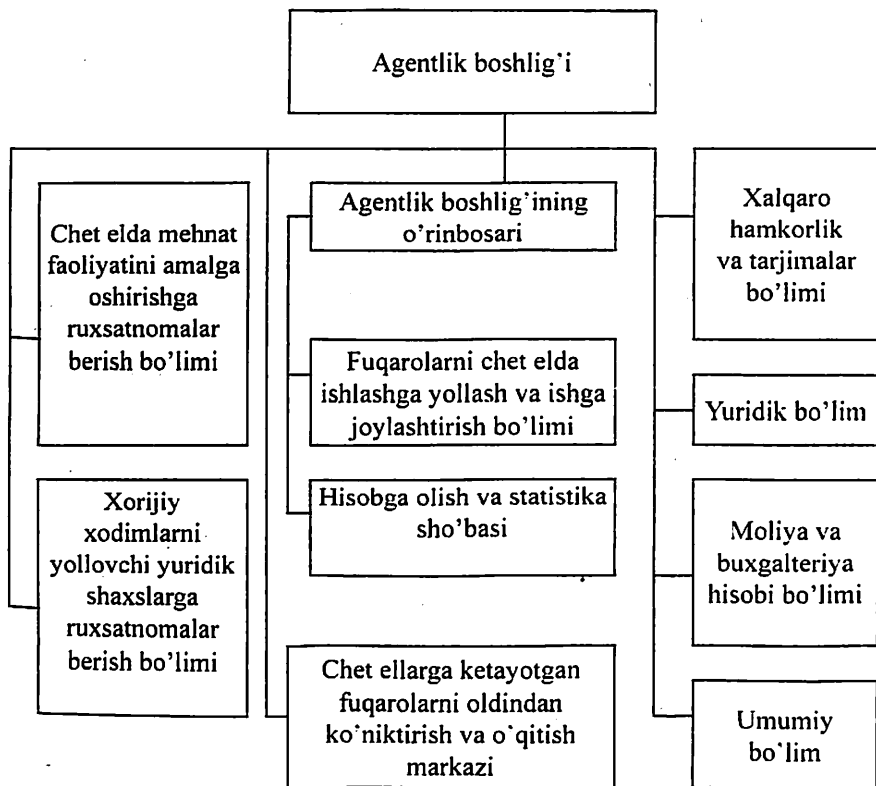 Agentlik boshlig'i
Chet elda mehnat
faoliyatini amalga
oshirishga
ruxsatnomalar
berish bo'limi
Xorijiy
xodimlarni
yollovchi yuridik
shaxslarga
ruxsatnomalar
berish bo'limi
Agentlik boshlig'ining
o'rinbosari
Fuqarolarni chet elda
ishlashga yollash va ishga
joylashtirish bo'limi
Hisobga olish va statistika
sho'basi
Chet ellarga ketayotgan
fuqarolarni oldindan
ko'niktirish va o'qitish
markazi
Xalqaro
hamkorlik
va tarjimalar
bo'limi
Yuridik bo'lim
Moliya va
buxgalteriya
hisobi bo'limi
Umumiy
bo'lim